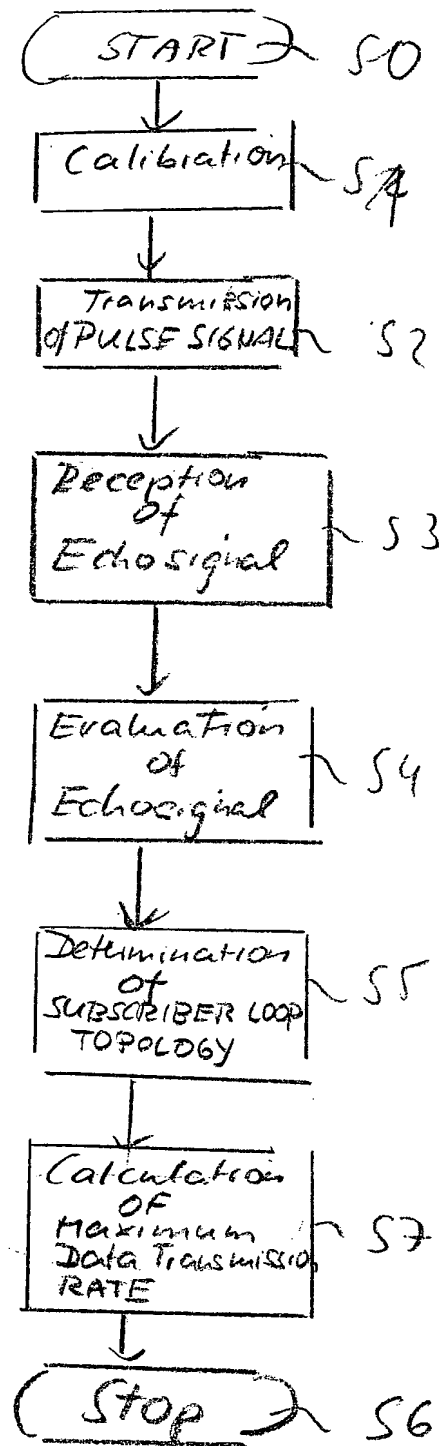 START S0
Calibration S1
Transmission
of PULSE SIGNAL S2
Reception
of
Echosignal S3
Evaluation
of
Echosignal S4
Determination
of
SUBSCRIBER LOOP
TOPOLOGY S5
Calculation
OF
Maximum
Data Transmission
RATE S7
Stop S6